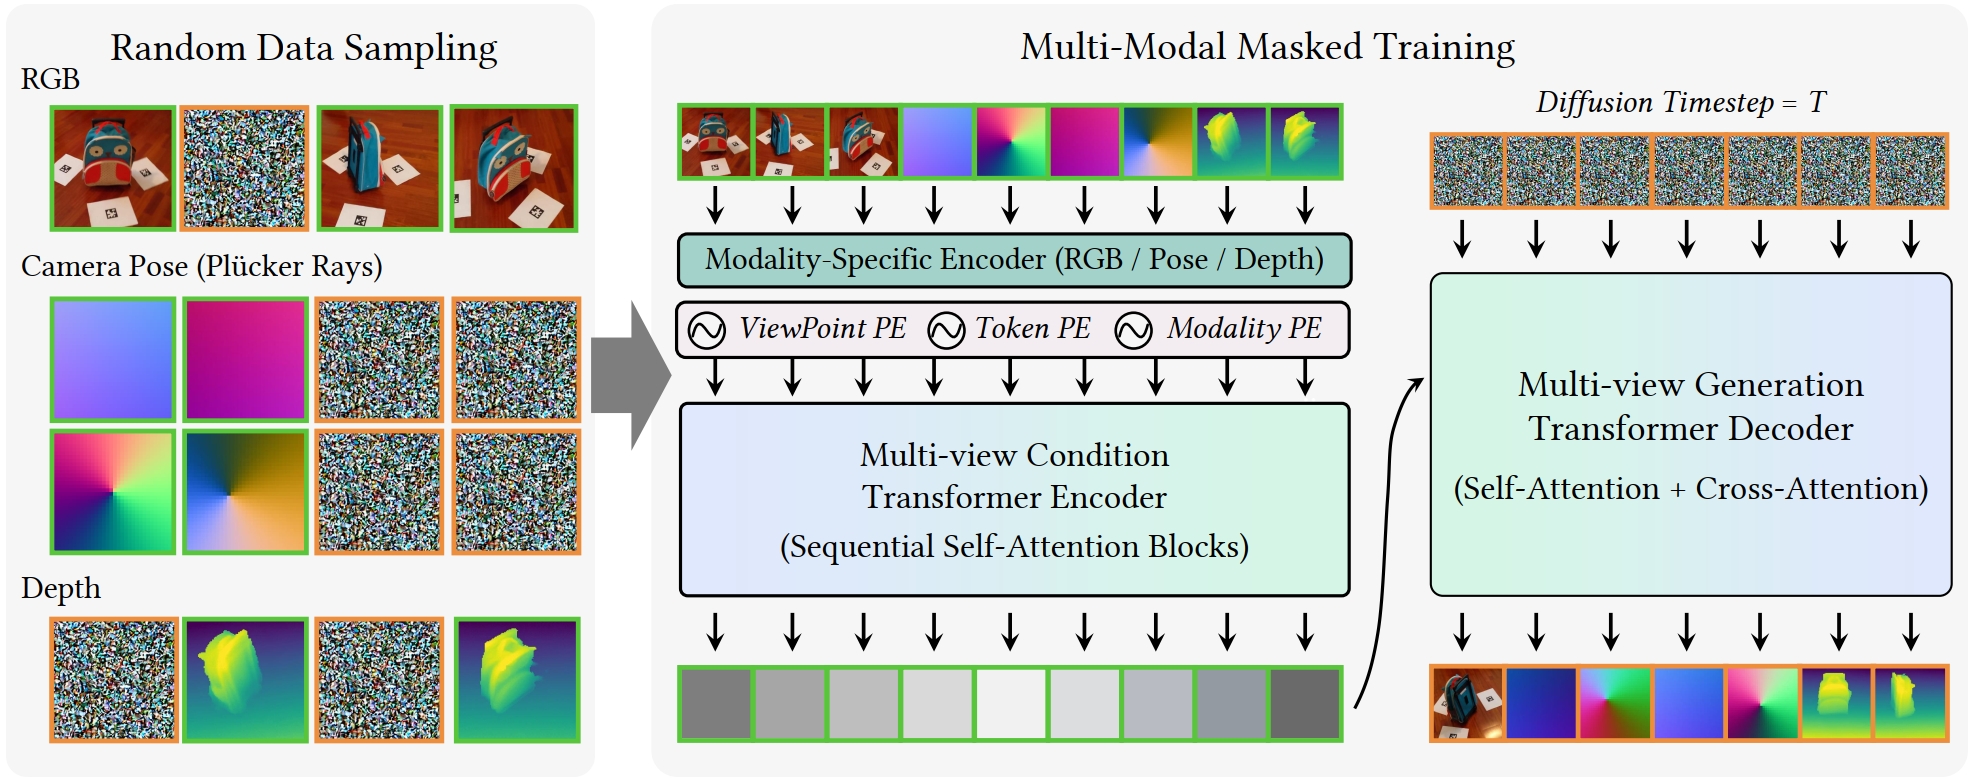 Random Data Sampling
RGB
Camera Pose (Plücker Rays)
Depth
Multi-Modal Masked Training
Modality-Specific Encoder (RGB / Pose / Depth)
ViewPoint PE Token PE Modality PE
Multi-view Condition
Transformer Encoder
(Sequential Self-Attention Blocks)
Diffusion Timestep = T
Multi-view Generation
Transformer Decoder
(Self-Attention + Cross-Attention)